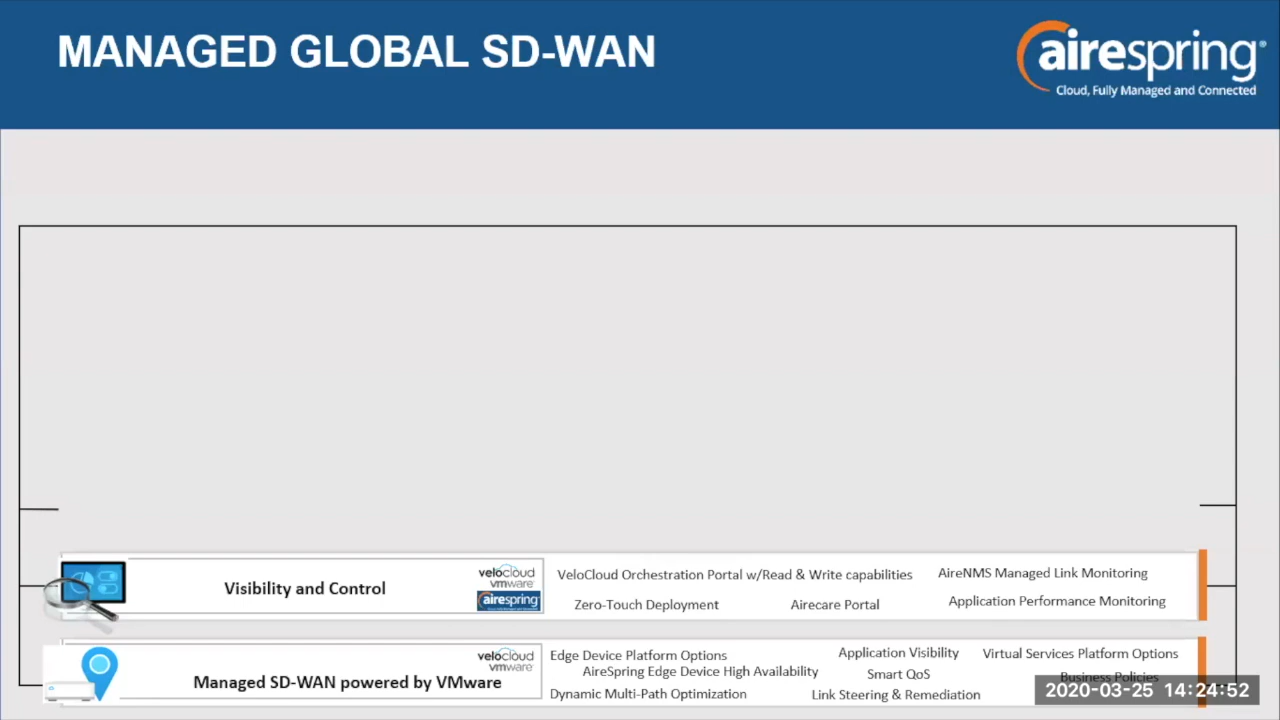 MANAGED GLOBAL SD-WAN
airespring
Cloud, Fully Managed and Connected
Visibility and Control
velocloud
vmware
airespring
VeloCloud Orchestration Portal w/Read & Write capabilities
AireNMS Managed Link Monitoring
Zero-Touch Deployment
Airecare Portal
Application Performance Monitoring
Managed SD-WAN powered by VMware
velocloud
vmware
Edge Device Platform Options
Application Visibility
Virtual Services Platform Options
AireSpring Edge Device High Availability
Smart QoS
Business Policies
Dynamic Multi-Path Optimization
Link Steering & Remediation
2020-03-25 14:24:52